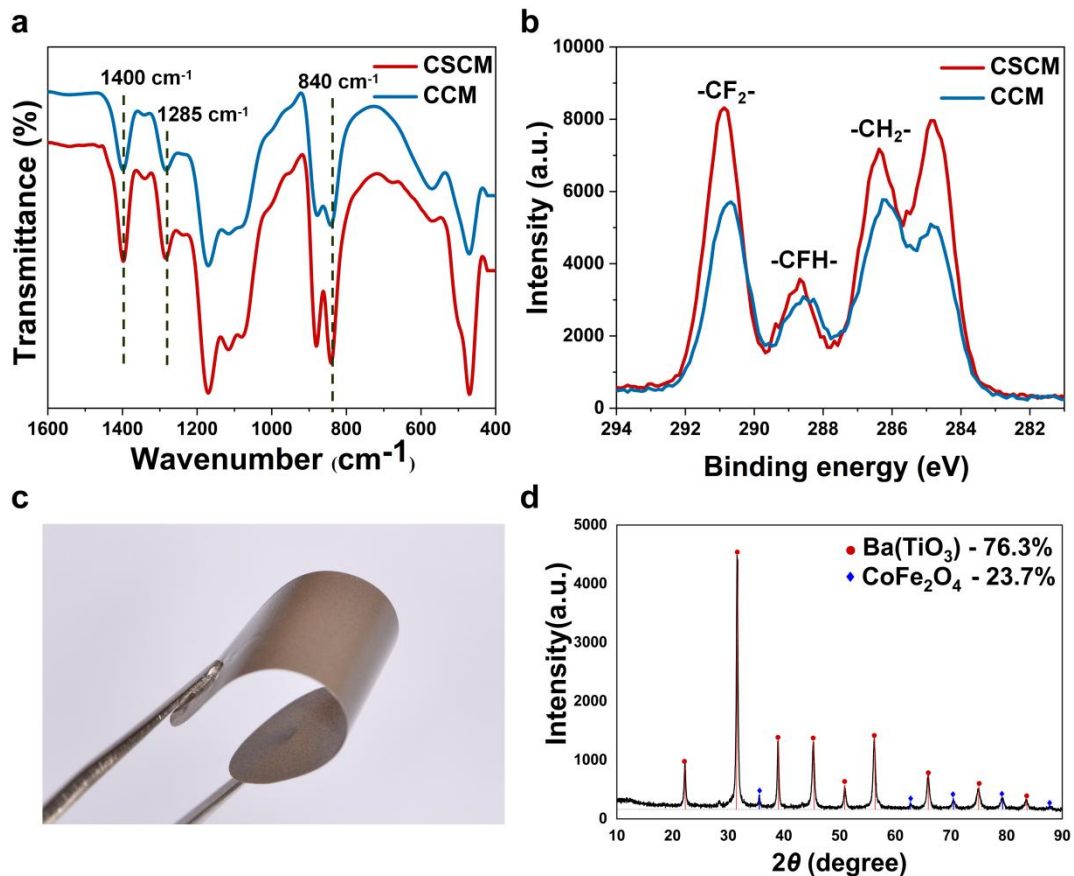 a
1400 cm⁻¹
1285 cm⁻¹
840 cm⁻¹
CSCM
CCM
Transmittance (%)
1600 1400 1200 1000 800 600 400
Wavenumber (cm⁻¹)
b
10000
8000
6000
4000
2000
0
-CF₂-
-CFH-
-CH₂-
CSCM
CCM
Intensity (a.u.)
294 292 290 288 286 284 282
Binding energy (eV)
c
d
5000
4000
3000
2000
1000
0
Ba(TiO₃) - 76.3%
CoFe₂O₄ - 23.7%
Intensity(a.u.)
10 20 30 40 50 60 70 80 90
2θ (degree)